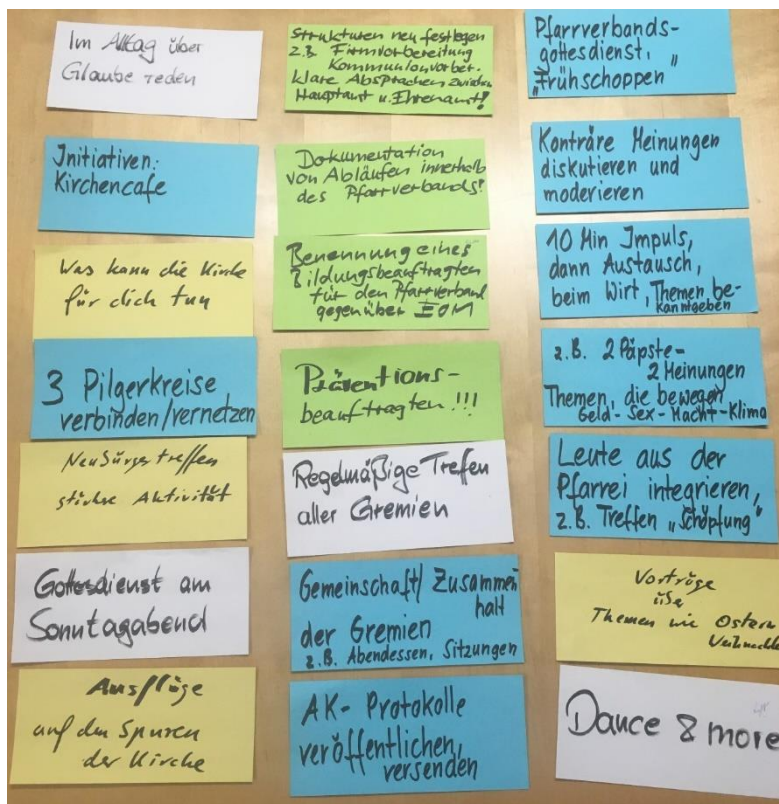 Im Alltag über
Glaube reden
Initiativen:
Kirchencafe
Was kann die Kirche
für dich tun
3 Pilgerkreise
verbinden/vernetzen
Neubürgertreffen
stärkere Aktivität
Gottesdienst am
Sonntagabend
Ausflüge
auf den Spuren
der Kirche
Strukturen neu festlegen
z.B. Firmvorbereitung
Kommunionvorber.
klare Absprachen zwischen
Hauptamt u. Ehrenamt!
Dokumentation
von Abläufen innerhalb
des Pfarrverbands!
Benennung eines
Bildungsbeauftragten
für den Pfarrverband
gegenüber EOM
Präventions-
beauftragten!!!
Regelmäßige Treffen
aller Gremien
Gemeinschaft/Zusammen
halt
der Gremien
z.B. Abendessen, Sitzungen
AK-Protokolle
veröffentlichen,
versenden
Pfarrverbands-
gottesdienst,
"Frühschoppen"
Konträre Meinungen
diskutieren und
moderieren
10 Min Impuls,
dann Austausch,
beim Wirt, Themen be-
kanntgeben
z.B. 2 Päpste-
2 Meinungen
Themen, die bewegen
Geld-Sex-Macht-Klima
Leute aus der
Pfarrei integrieren,
z.B. Treffen "Schöpfung"
Vorträge
über
Themen wie Ostern
Weihnachten
Dance & more